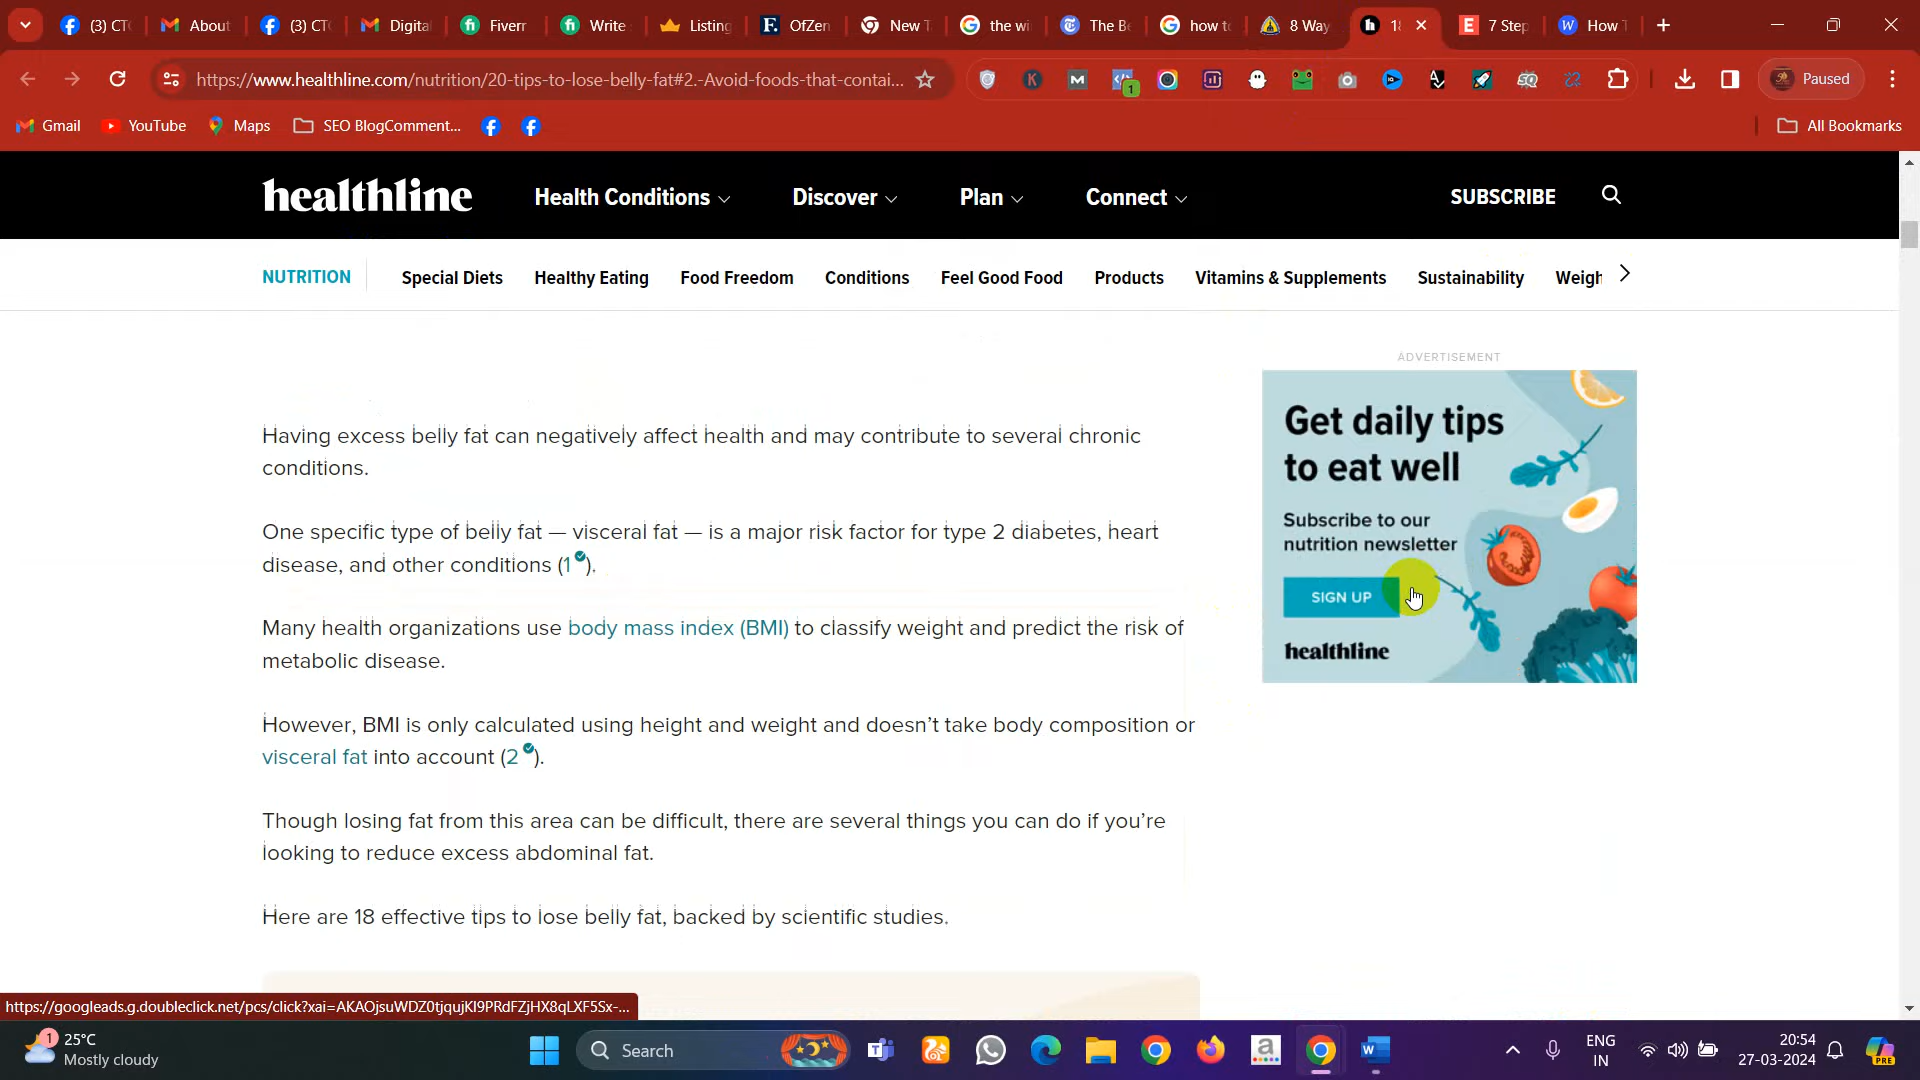 (3) CT
About
(3) CT
Digita
Fiverr
Write
Listing
OfZen
New T
the wi
The Be
how to
8 Way
18
7 Step
How T
https://www.healthline.com/nutrition/20-tips-to-lose-belly-fat#2.-Avoid-foods-that-contai...
1
Paused
Gmail
YouTube
Maps
SEO BlogComment...
All Bookmarks
healthline
Health Conditions
Discover
Plan
Connect
SUBSCRIBE
NUTRITION
Special Diets
Healthy Eating
Food Freedom
Conditions
Feel Good Food
Products
Vitamins & Supplements
Sustainability
Weigh
ADVERTISEMENT
Get daily tips
to eat well
Subscribe to our
nutrition newsletter
SIGN UP
healthline
Having excess belly fat can negatively affect health and may contribute to several chronic
conditions.
One specific type of belly fat — visceral fat — is a major risk factor for type 2 diabetes, heart
disease, and other conditions (1).
Many health organizations use body mass index (BMI) to classify weight and predict the risk of
metabolic disease.
However, BMI is only calculated using height and weight and doesn’t take body composition or
visceral fat into account (2).
Though losing fat from this area can be difficult, there are several things you can do if you’re
looking to reduce excess abdominal fat.
Here are 18 effective tips to lose belly fat, backed by scientific studies.
https://googleads.g.doubleclick.net/pcs/click?xai=AKAOjsuWDZ0tjqujKl9PRdFZjHX8qLXF5Sx-...
1
25°C
Mostly cloudy
Search
ENG
IN
20:54
27-03-2024
PRE